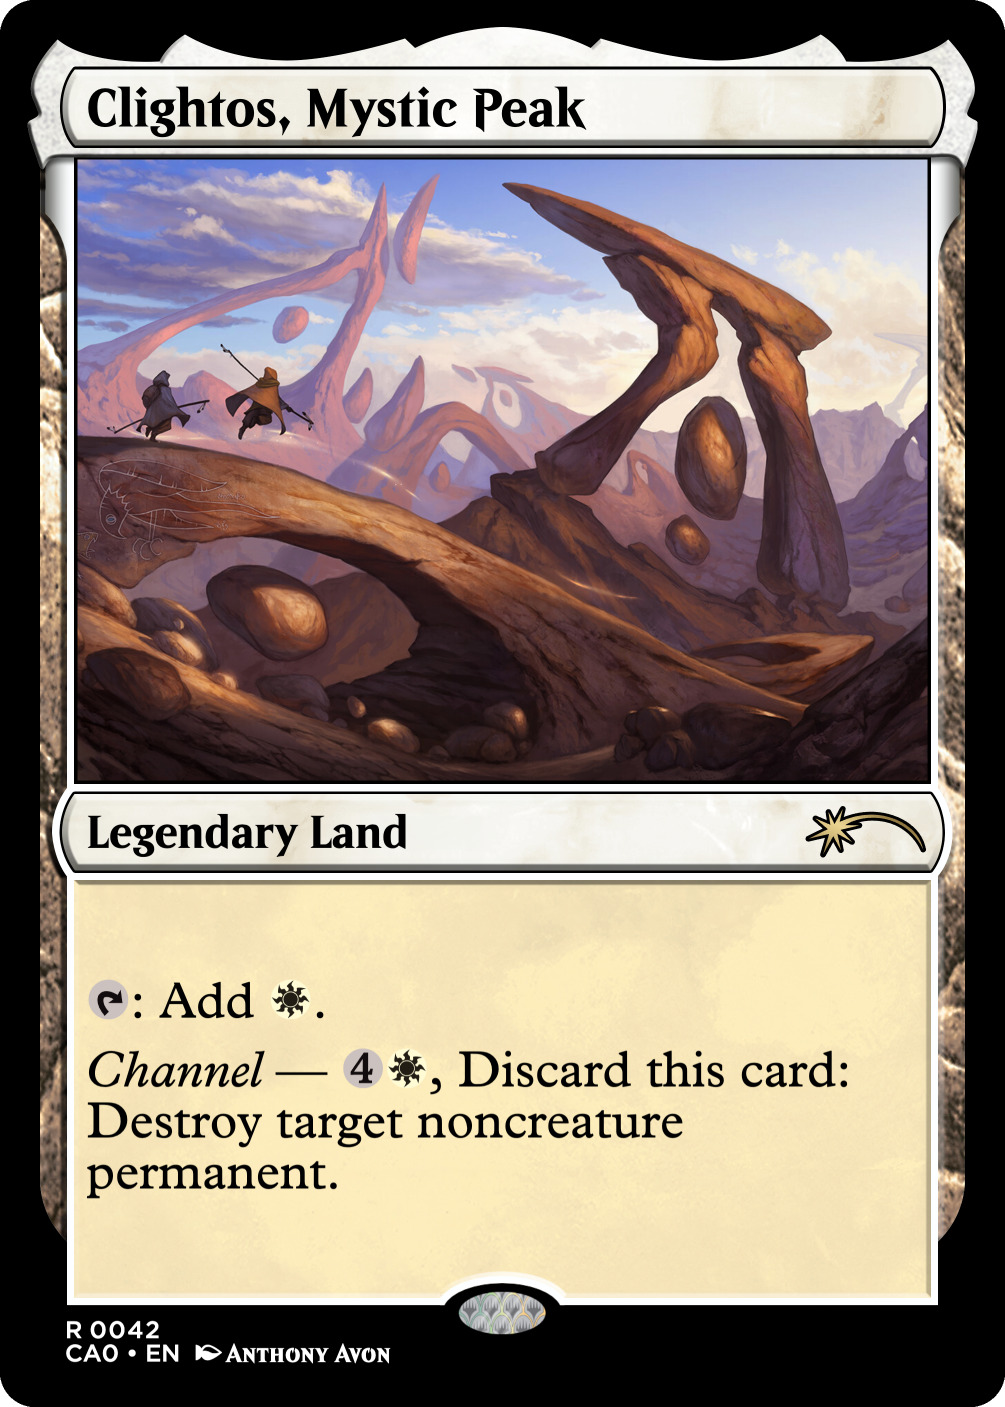 Clightos, Mystic Peak
Legendary Land
: Add .
Channel — 4, Discard this card:
Destroy target noncreature
permanent.
R 0042
CAO • EN Anthony Avon